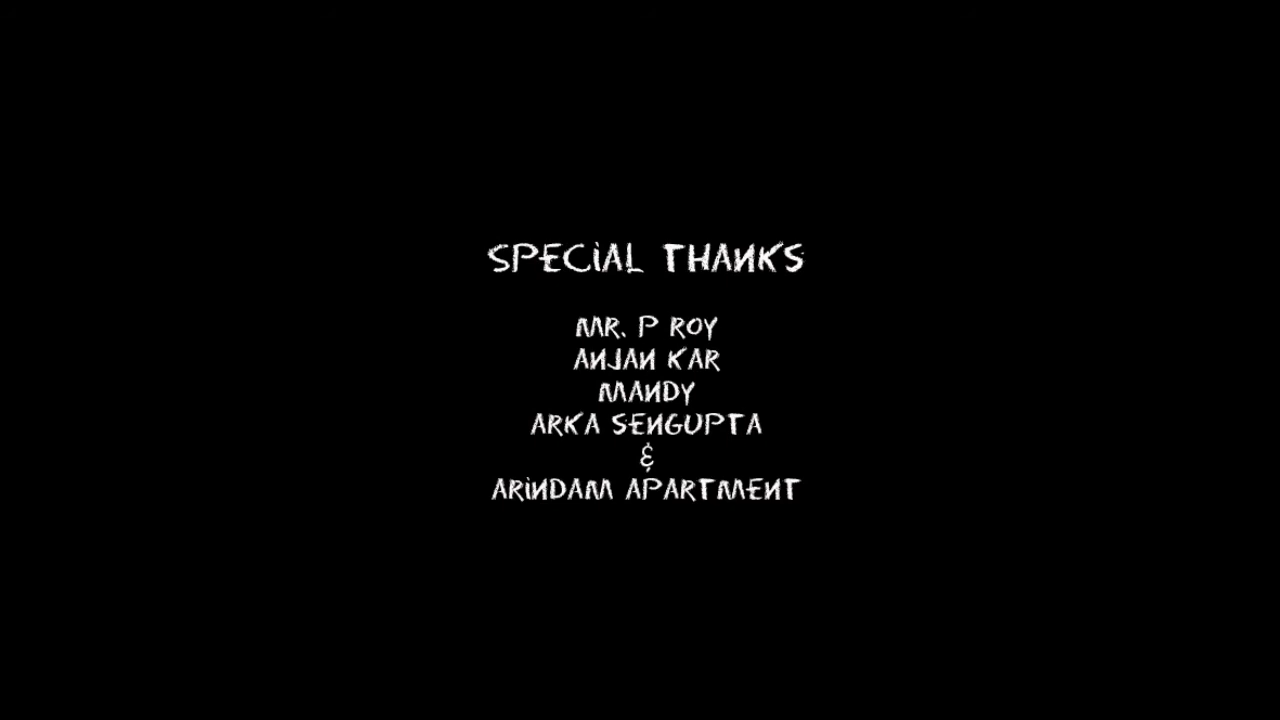 SPECiAL THANKS
MR. P ROY
ANJAN KAR
MANDY
ARKA SENGUPTA
&
ARiNDAM APARTMENT